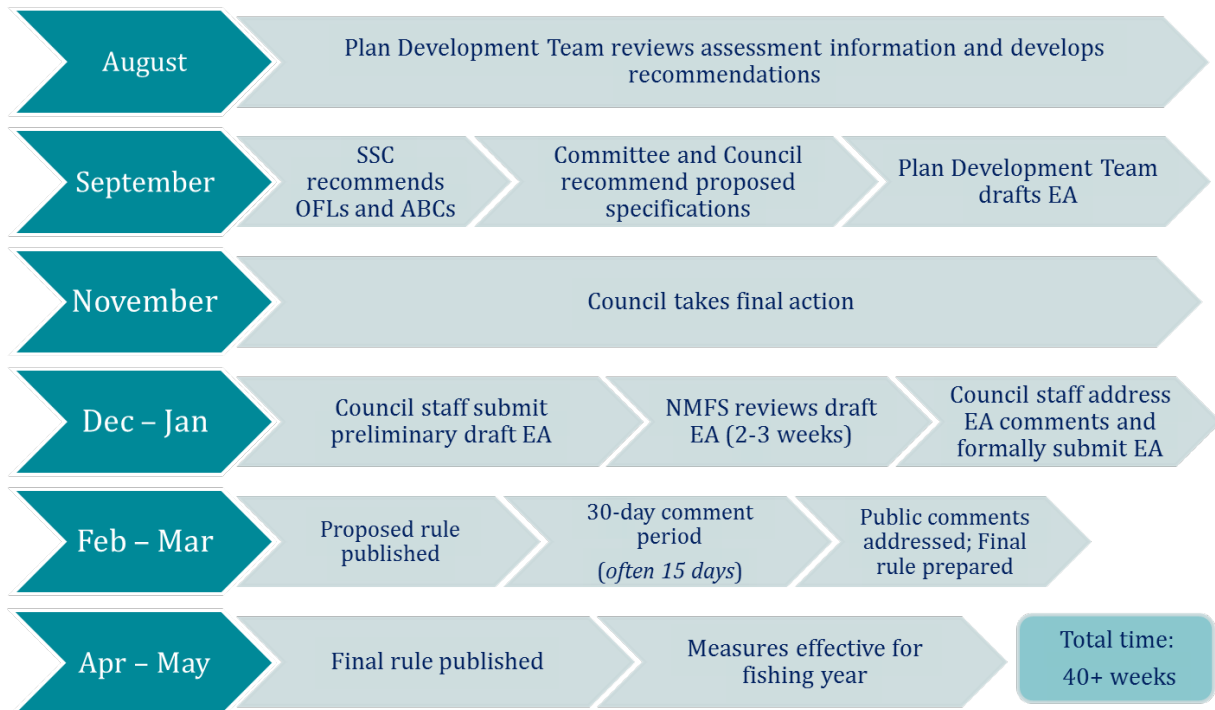 August
Plan Development Team reviews assessment information and develops
recommendations
September
SSC
recommends
OFLs and ABCs
Committee and Council
recommend proposed
specifications
Plan Development Team
drafts EA
November
Council takes final action
Dec – Jan
Council staff submit
preliminary draft EA
NMFS reviews draft
EA (2-3 weeks)
Council staff address
EA comments and
formally submit EA
Feb – Mar
Proposed rule
published
30-day comment
period
(often 15 days)
Public comments
addressed; Final
rule prepared
Apr – May
Final rule published
Measures effective for
fishing year
Total time:
40+ weeks